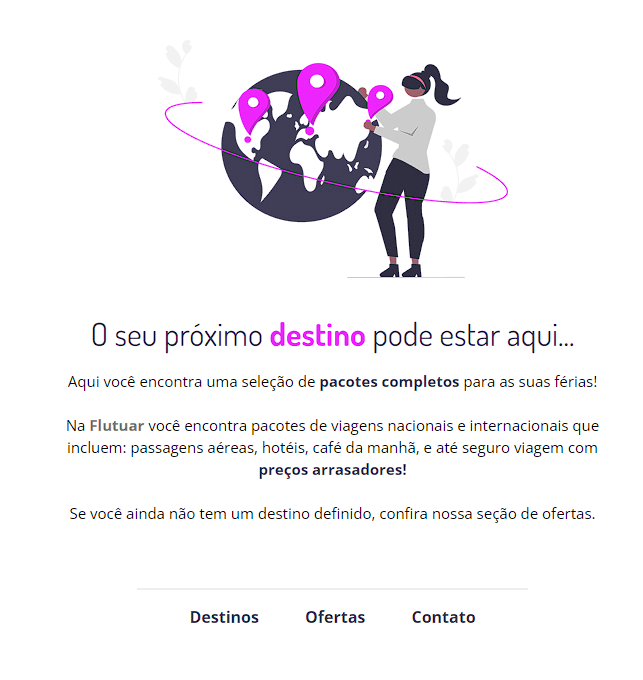 O seu próximo destino pode estar aqui...
Aqui você encontra uma seleção de pacotes completos para as suas férias!
Na Flutuar você encontra pacotes de viagens nacionais e internacionais que
incluem: passagens aéreas, hotéis, café da manhã, e até seguro viagem com
preços arrasadores!
Se você ainda não tem um destino definido, confira nossa seção de ofertas.
Destinos Ofertas Contato